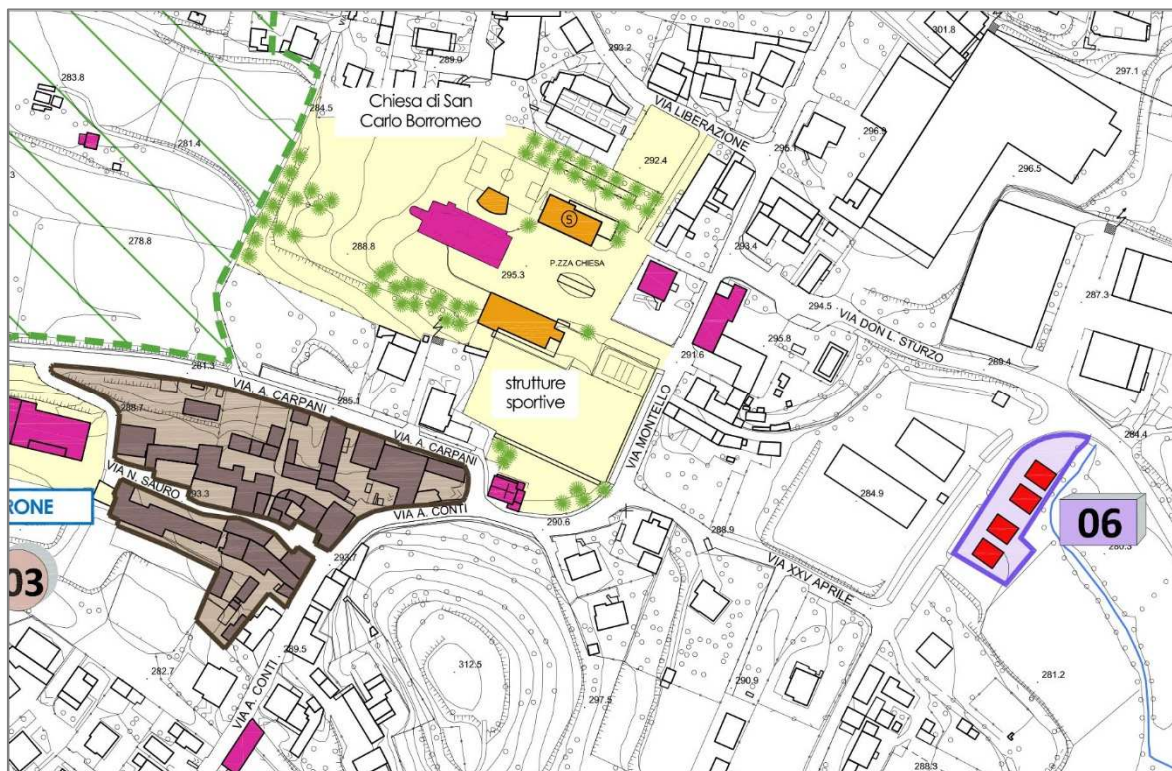 301.8
293.2
297.1
289.0
283.8
284.5
Chiesa di San
Carlo Borromeo
VIA LIBERAZIONE
296.9
281.4
292.4
295.1
296.5
S
278.8
288.8
293.4
295.3
P.ZZA CHIESA
287.3
294.5
VIA DON L. STURZO
291.6
295.8
289.4
281.3
VIA A. CARPANI
285.1
strutture
sportive
288.7
VIA A. CARPANI
VIA MONTELLO
284.4
VIA N. SAURO
293.3
284.9
RONE
VIA A. CONTI
290.6
288.9
06
280.3
293.7
VIA XXV APRILE
03
312.5
289.5
282.7
VIA A. CONTI
290.9
281.2
297.5
288.3